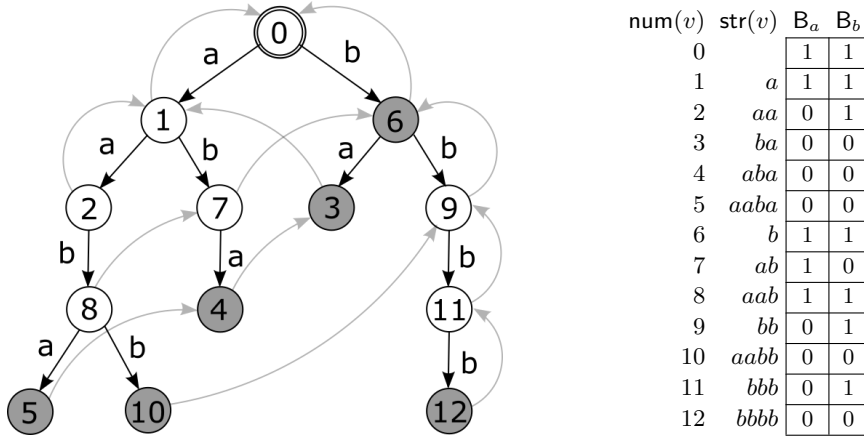 0
a
b
1
6
a
b
a
b
2
7
3
9
b
a
b
8
4
11
a
b
b
5
10
12
num(v) str(v) B_a B_b
0 1 1
1 a 1 1
2 aa 0 1
3 ba 0 0
4 aba 0 0
5 aaba 0 0
6 b 1 1
7 ab 1 0
8 aab 1 1
9 bb 0 1
10 aabb 0 0
11 bbb 0 1
12 bbbb 0 0